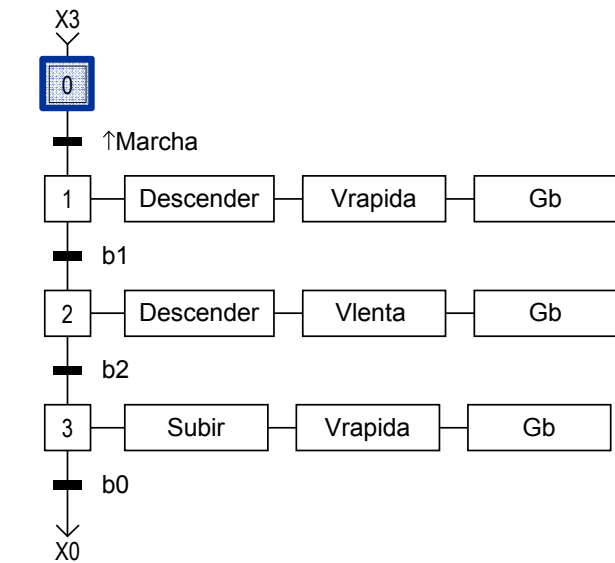 X3
0
↑Marcha
1 Descender Vrapida Gb
b1
2 Descender Vlenta Gb
b2
3 Subir Vrapida Gb
b0
X0